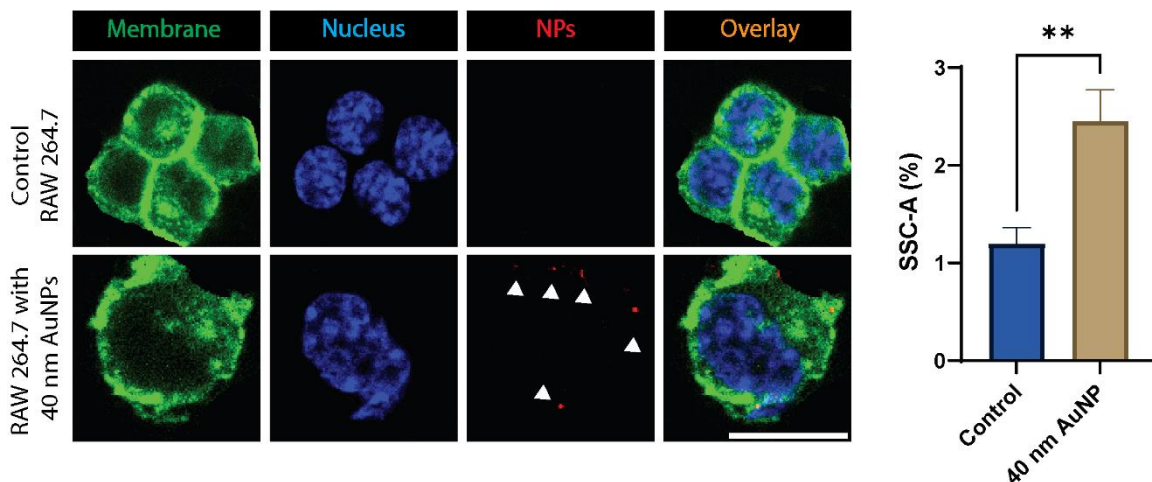 Membrane
Nucleus
NPs
Overlay
Control
RAW 264.7
RAW 264.7 with
40 nm AuNPs
**
SSC-A (%)
3
2
1
0
Control
40 nm AuNP